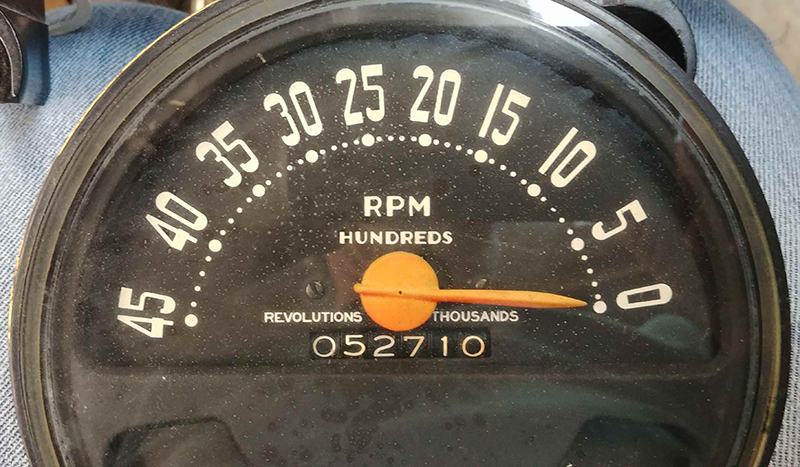 45 40 35 30 25 20 15 10 5 0
RPM
HUNDREDS
REVOLUTIONS THOUSANDS
052710